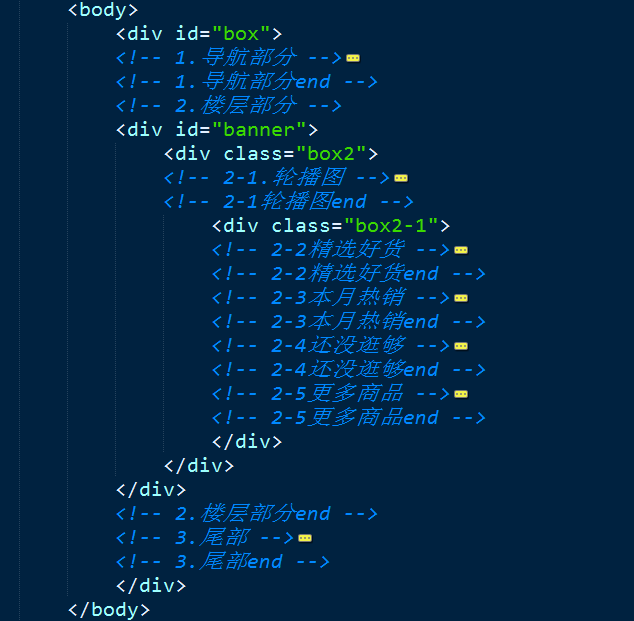 <body>
<div id="box">
<!-- 1.导航部分 -->
<!-- 1.导航部分end -->
<!-- 2.楼层部分 -->
<div id="banner">
<div class="box2">
<!-- 2-1.轮播图 -->
<!-- 2-1轮播图end -->
<div class="box2-1">
<!-- 2-2精选好货 -->
<!-- 2-2精选好货end -->
<!-- 2-3本月热销 -->
<!-- 2-3本月热销end -->
<!-- 2-4还没逛够 -->
<!-- 2-4还没逛够end -->
<!-- 2-5更多商品 -->
<!-- 2-5更多商品end -->
</div>
</div>
</div>
<!-- 2.楼层部分end -->
<!-- 3.尾部 -->
<!-- 3.尾部end -->
</div>
</body>